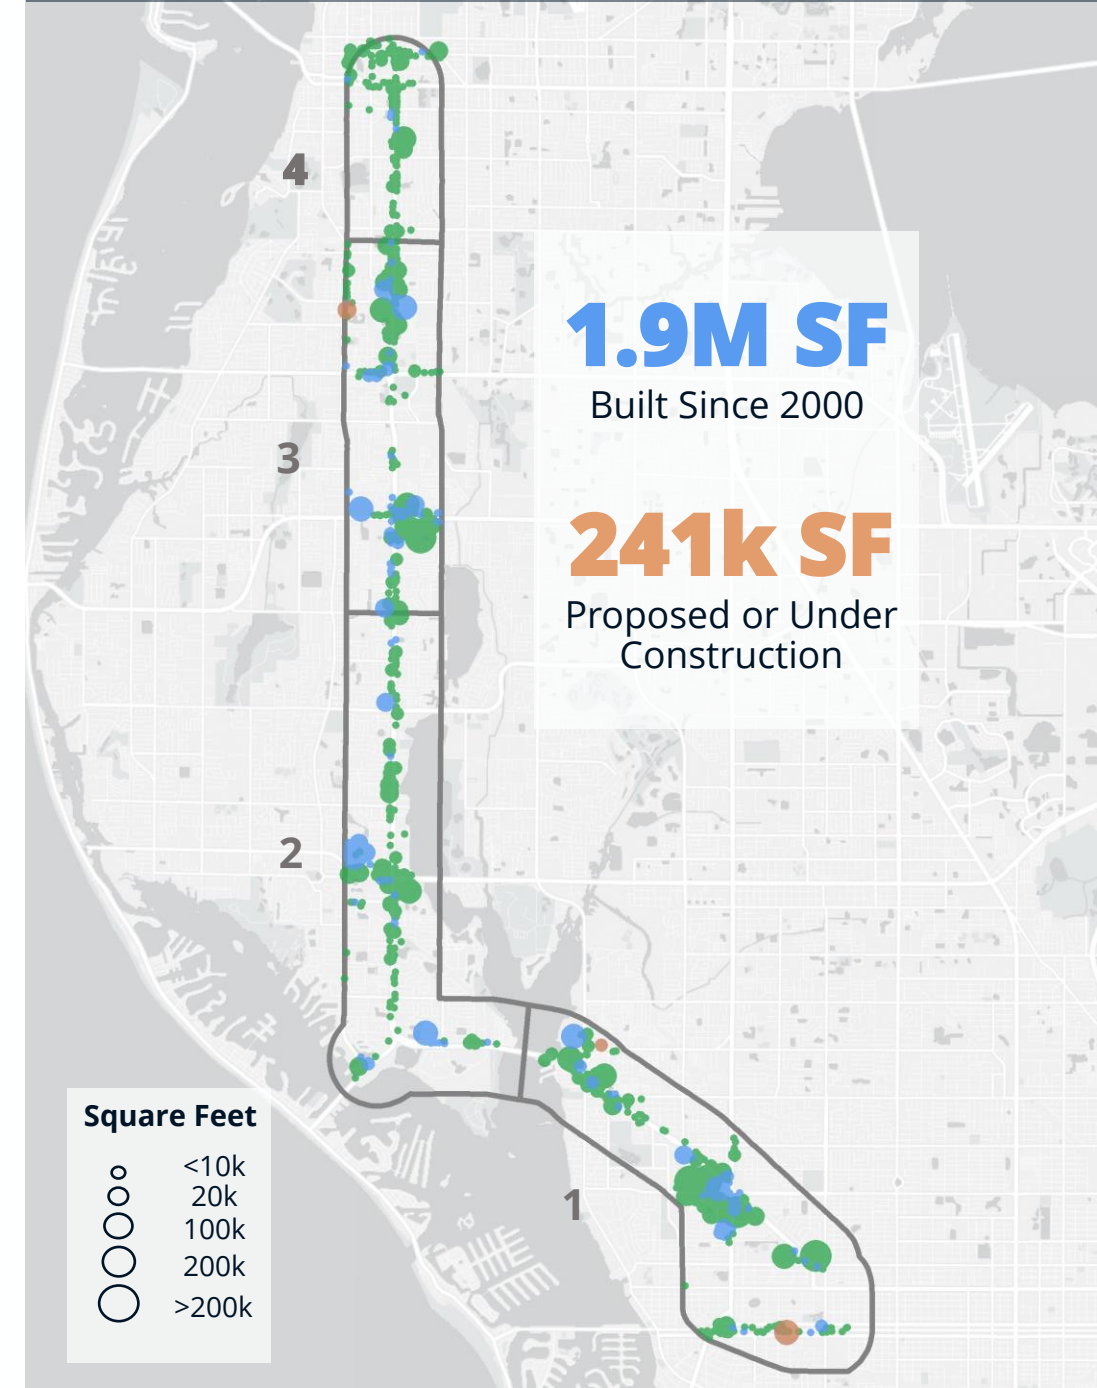 4
1.9M SF
Built Since 2000
3
241k SF
Proposed or Under
Construction
2
1
Square Feet
<10k
20k
100k
200k
>200k